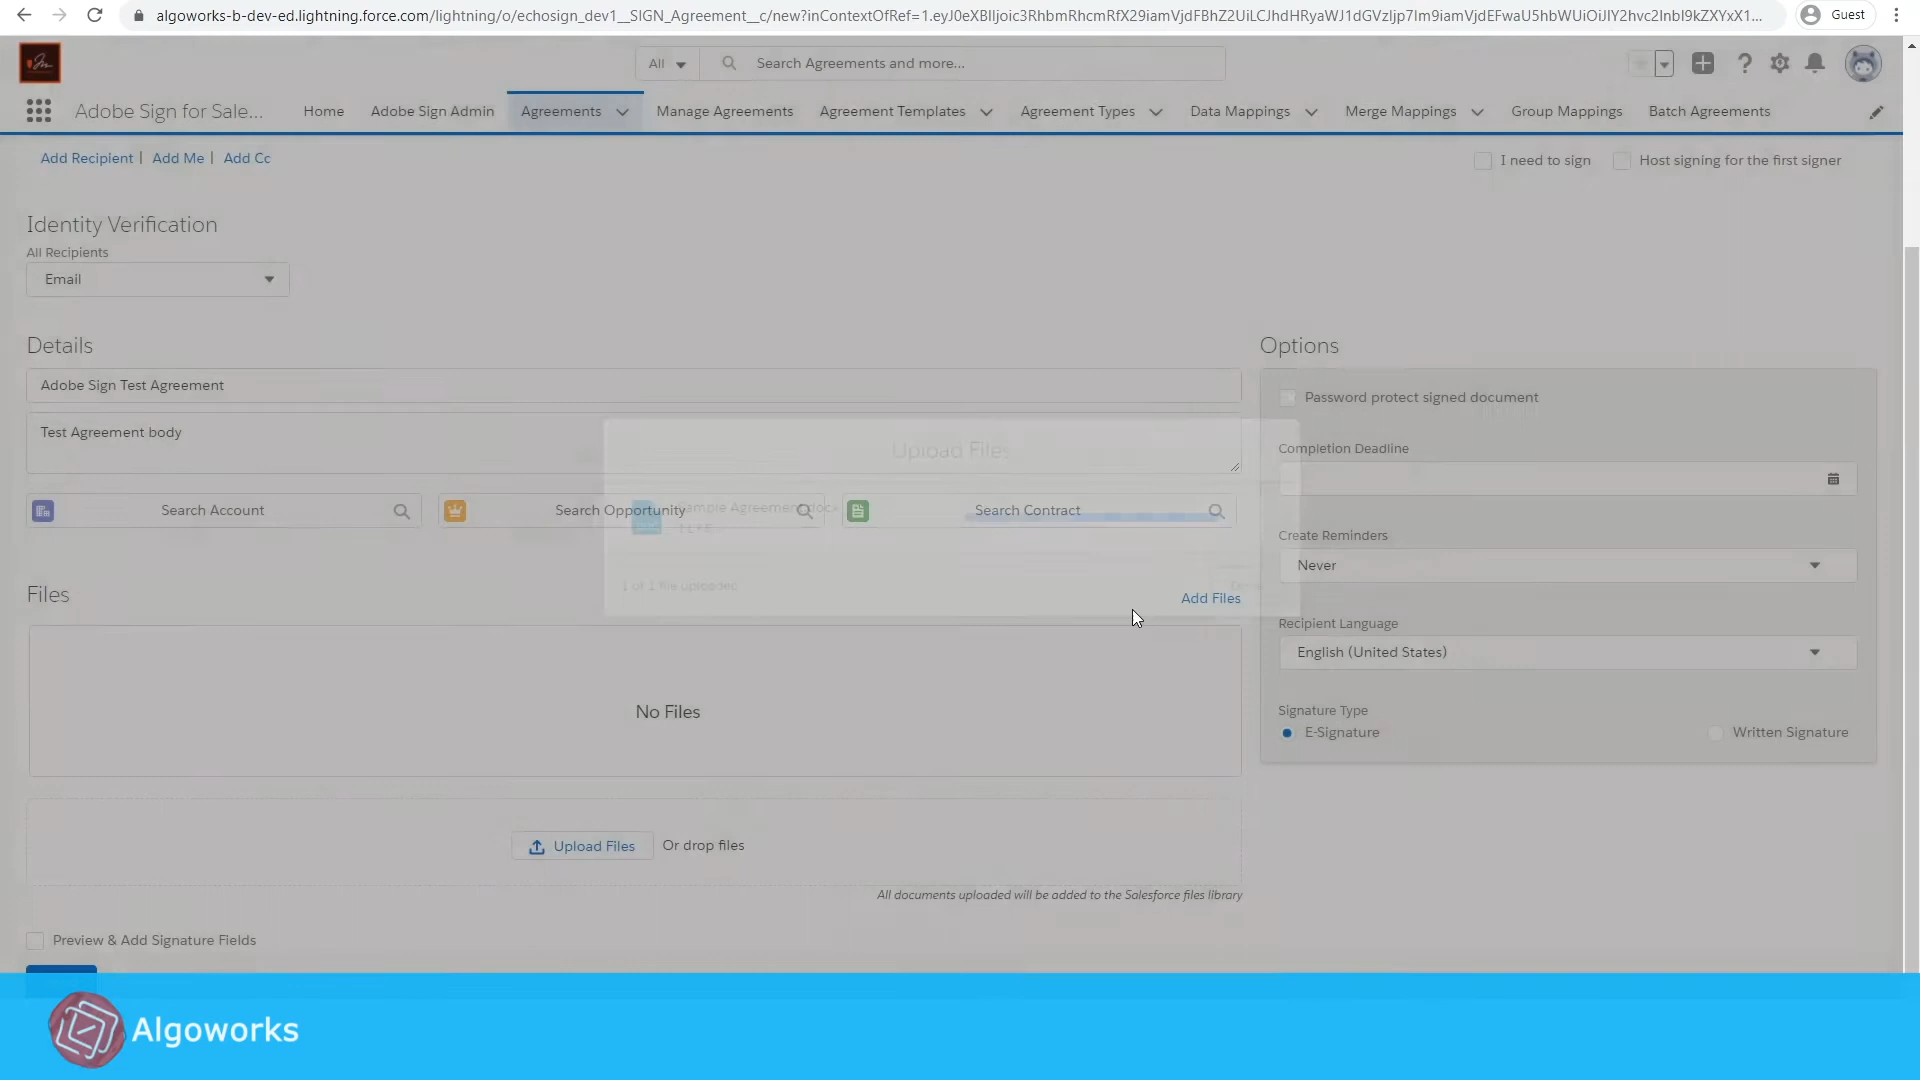 algoworks-b-dev-ed.lightning.force.com/lightning/o/echosign_dev1__SIGN_Agreement__c/new?inContextOfRef=
Guest
All
Search Agreements and more...
Adobe Sign for Sale...
Home
Adobe Sign Admin
Agreements
Manage Agreements
Agreement Templates
Agreement Types
Data Mappings
Merge Mappings
Group Mappings
Batch Agreements
Add Recipient | Add Me | Add Cc
I need to sign
Host signing for the first signer
Identity Verification
All Recipients
Email
Details
Options
Adobe Sign Test Agreement
Password protect signed document
Test Agreement body
Upload Files
Completion Deadline
Search Account
Search Opportunity
Search Contract
Create Reminders
Never
1 of 1 file uploaded
Files
Add Files
Recipient Language
English (United States)
No Files
Signature Type
E-Signature
Written Signature
Upload Files
Or drop files
All documents uploaded will be added to the Salesforce files library
Preview & Add Signature Fields
Algoworks